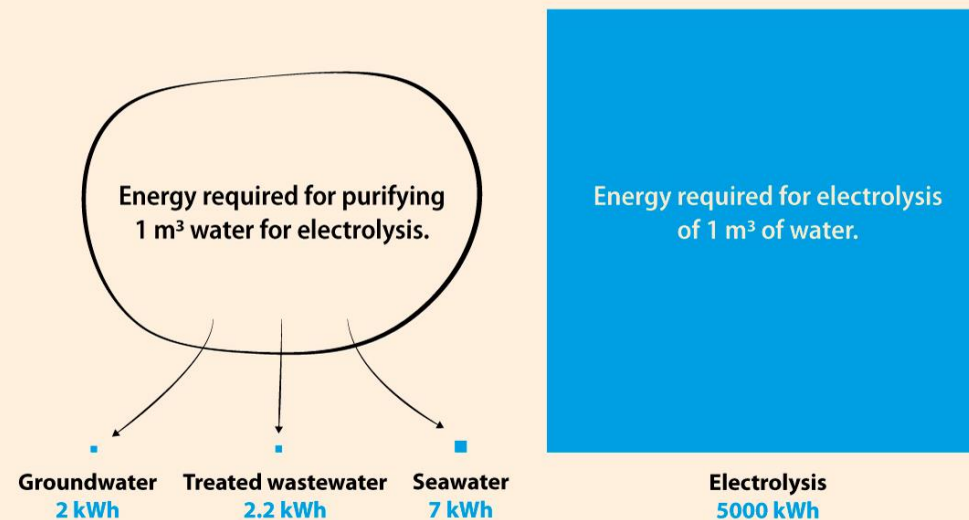 Energy required for purifying
1 m³ water for electrolysis.
Energy required for electrolysis
of 1 m³ of water.
Groundwater
2 kWh
Treated wastewater
2.2 kWh
Seawater
7 kWh
Electrolysis
5000 kWh